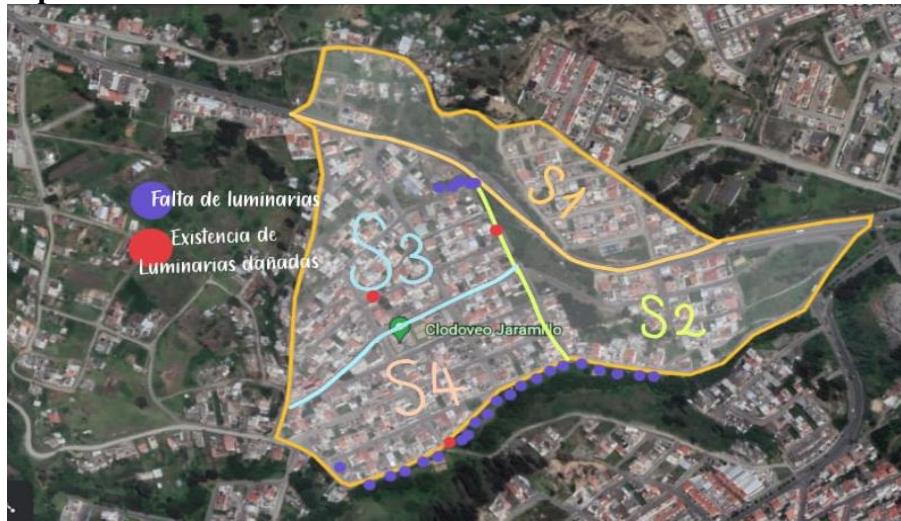 Falta de luminarias
Existencia de
Luminarias dañadas
S1
S3
S2
Clodoveo Jaramillo
S4